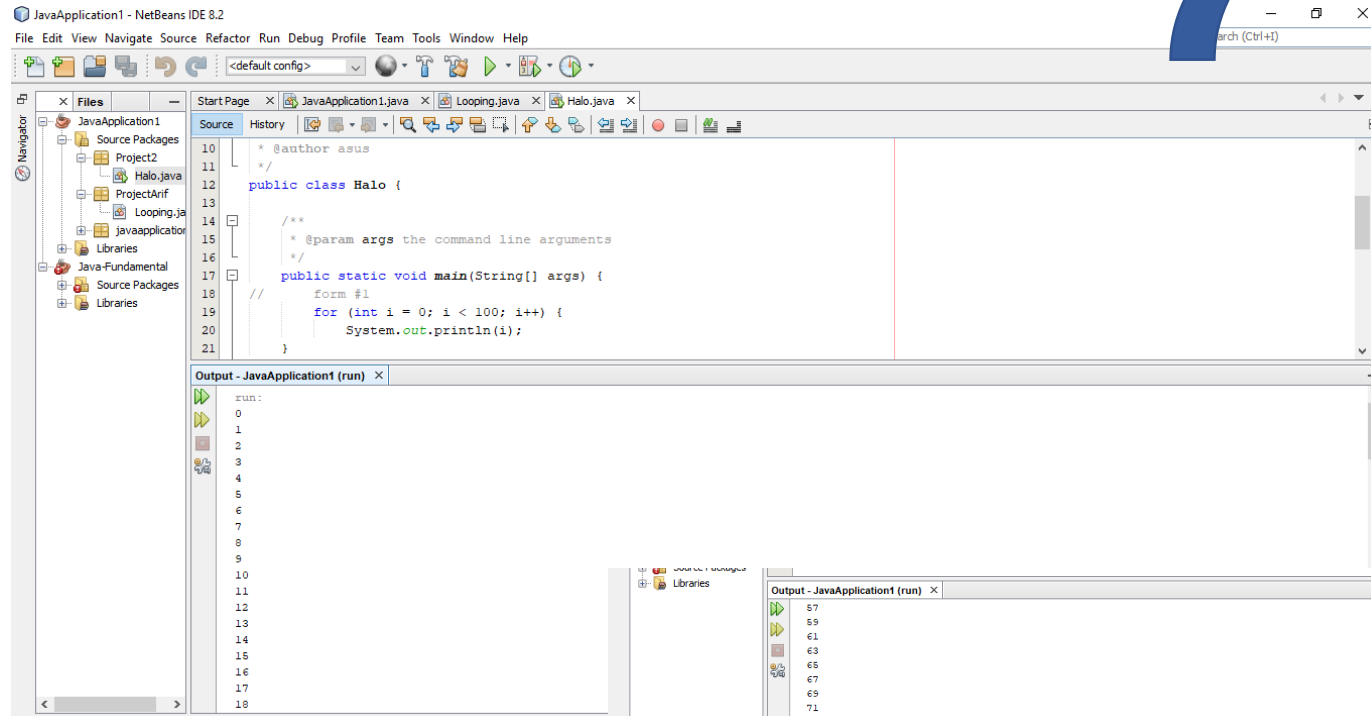 JavaApplication1 - NetBeans IDE 8.2
File Edit View Navigate Source Refactor Run Debug Profile Team Tools Window Help
arch (Ctrl+I)
<default config>
Files
Navigator
JavaApplication1
Source Packages
Project2
Halo.java
ProjectArif
Looping.ja
javaapplication
Libraries
Java-Fundamental
Source Packages
Libraries
Start Page JavaApplication1.java Looping.java Halo.java
Source History
10 * @author asus
11 */
12 public class Halo {
13
14 /**
15 * @param args the command line arguments
16 */
17 public static void main(String[] args) {
18 // form #1
19 for (int i = 0; i < 100; i++) {
20 System.out.println(i);
21 }
Output - JavaApplication1 (run)
run:
0
1
2
3
4
5
6
7
8
9
10
11
12
13
14
15
16
17
18
Source Packages
Libraries
Output - JavaApplication1 (run)
57
59
61
63
65
67
69
71